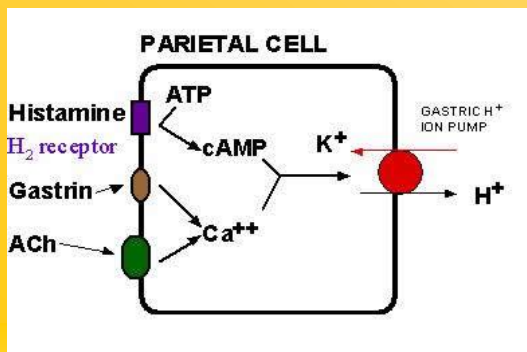 PARIETAL CELL
Histamine
H₂ receptor
Gastrin
ACh
ATP
cAMP
Ca⁺⁺
K⁺
GASTRIC H⁺
ION PUMP
H⁺